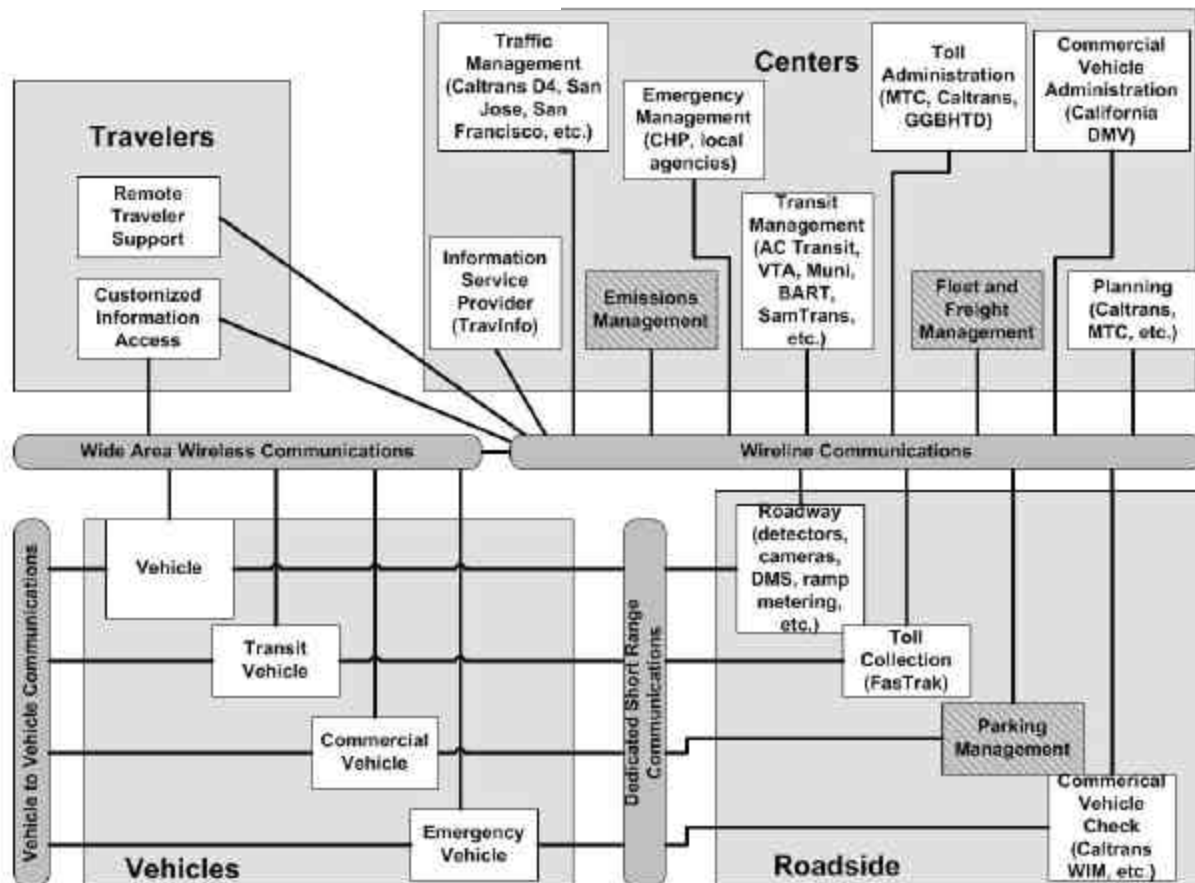 Travelers
Remote
Traveler
Support
Customized
Information
Access
Centers
Traffic
Management
(Caltrans D4, San
Jose, San
Francisco, etc.)
Emergency
Management
(CHP, local
agencies)
Toll
Administration
(MTC, Caltrans,
GGBHTD)
Commercial
Vehicle
Administration
(California
DMV)
Information
Service
Provider
(TravInfo)
Emissions
Management
Transit
Management
(AC Transit,
VTA, Muni,
BART,
SamTrans,
etc.)
Fleet and
Freight
Management
Planning
(Caltrans,
MTC, etc.)
Wide Area Wireless Communications
Wireline Communications
Vehicle to Vehicle Communications
Vehicle
Transit
Vehicle
Commercial
Vehicle
Emergency
Vehicle
Vehicles
Dedicated Short Range
Communications
Roadway
(detectors,
cameras,
DMS, ramp
metering,
etc.)
Toll
Collection
(FasTrak)
Parking
Management
Commerical
Vehicle
Check
(Caltrans
WIM, etc.)
Roadside